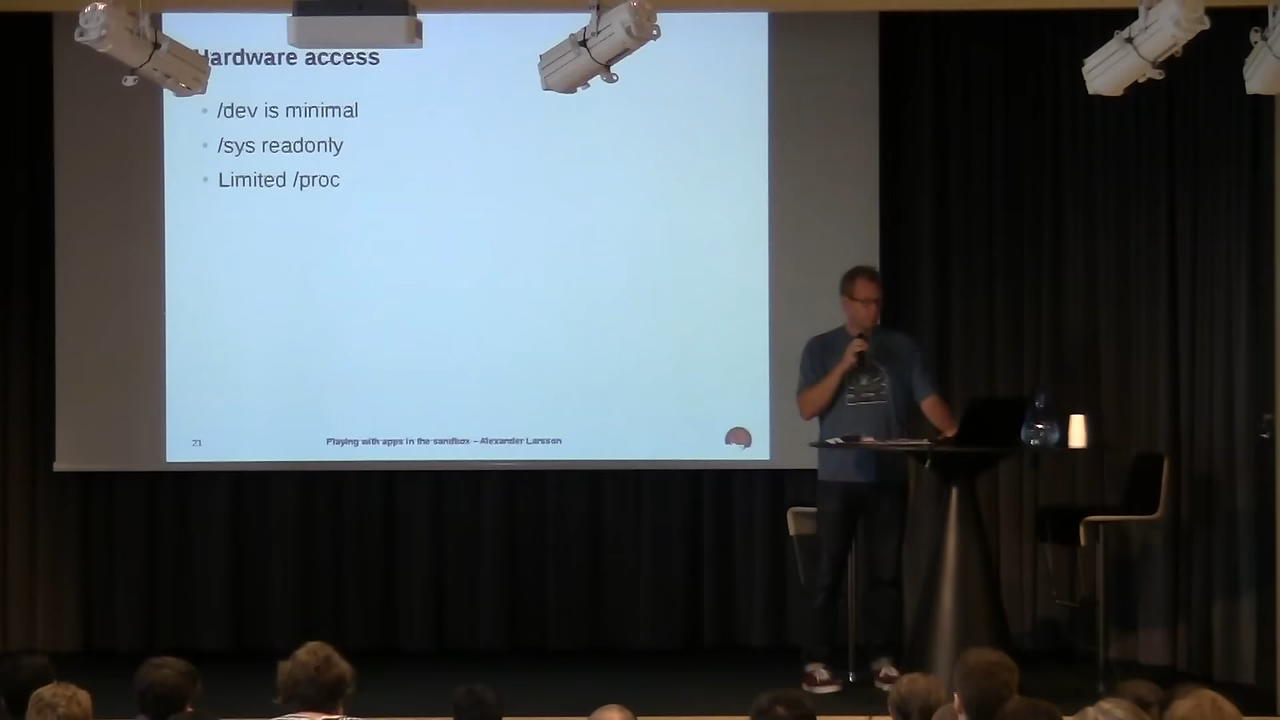 Hardware access
/dev is minimal
/sys readonly
Limited /proc
21
Playing with apps in the sandbox – Alexander Larsson